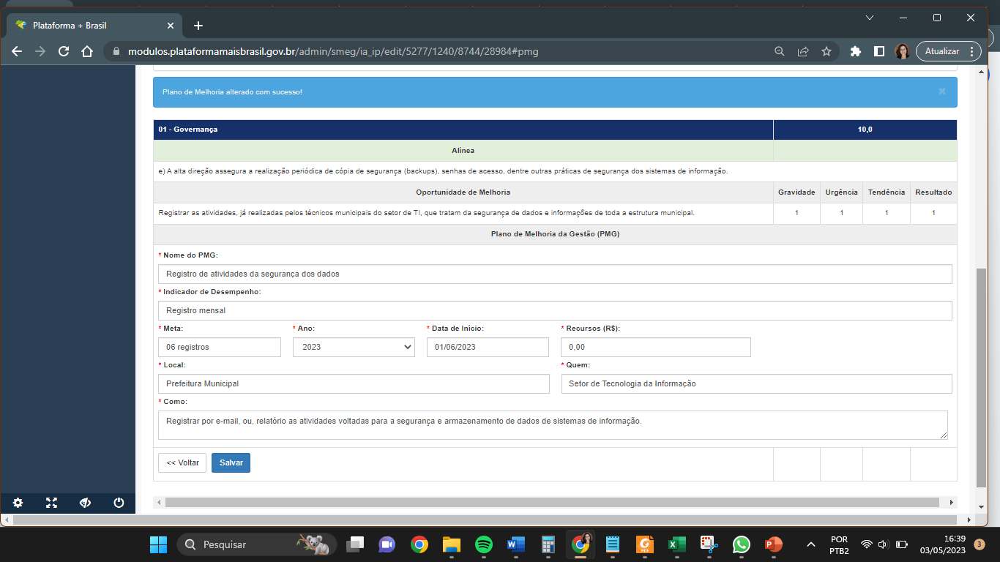 Plataforma + Brasil
modulos.plataformamaisbrasil.gov.br/admin/smeg/ia_ip/edit/5277/1240/8744/28984#pmg
Atualizar
Plano de Melhoria alterado com sucesso!
01 - Governança 10,0
Alínea
e) A alta direção assegura a realização periódica de cópia de segurança (backups), senhas de acesso, dentre outras práticas de segurança dos sistemas de informação.
Oportunidade de Melhoria Gravidade Urgência Tendência Resultado
Registrar as atividades, já realizadas pelos técnicos municipais do setor de TI, que tratam da segurança de dados e informações de toda a estrutura municipal. 1 1 1 1
Plano de Melhoria da Gestão (PMG)
* Nome do PMG:
Registro de atividades da segurança dos dados
* Indicador de Desempenho:
Registro mensal
* Meta: * Ano: * Data de Início: * Recursos (R$):
06 registros 2023 01/06/2023 0,00
* Local: * Quem:
Prefeitura Municipal Setor de Tecnologia da Informação
* Como:
Registrar por e-mail, ou, relatório as atividades voltadas para a segurança e armazenamento de dados de sistemas de informação.
<< Voltar Salvar
Pesquisar
POR
PTB2
16:39
03/05/2023
3